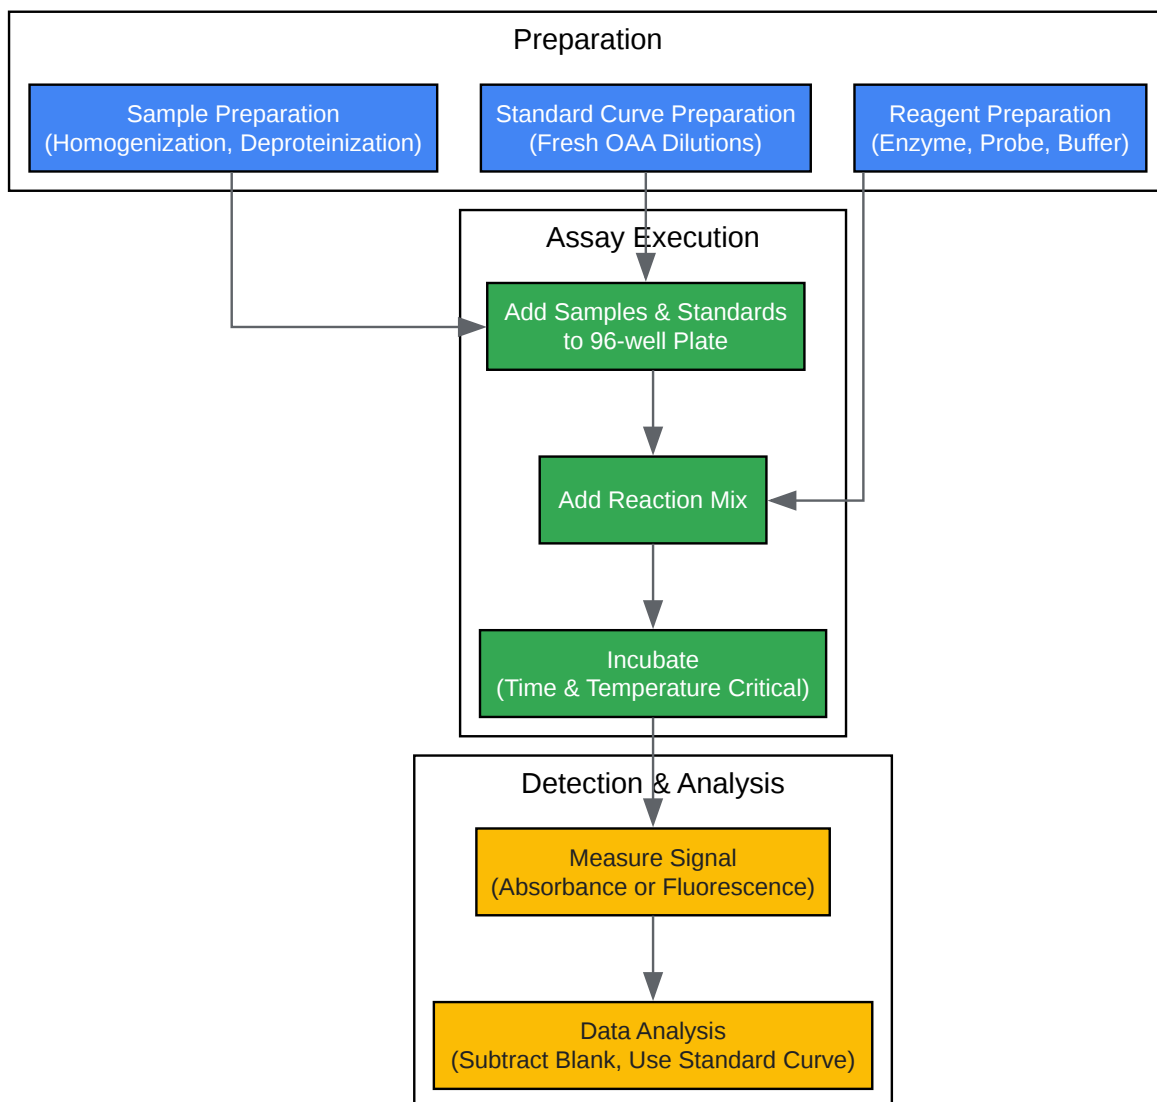 Preparation
Sample Preparation
(Homogenization, Deproteinization)
Standard Curve Preparation
(Fresh OAA Dilutions)
Reagent Preparation
(Enzyme, Probe, Buffer)
Assay Execution
Add Samples & Standards
to 96-well Plate
Add Reaction Mix
Incubate
(Time & Temperature Critical)
Detection & Analysis
Measure Signal
(Absorbance or Fluorescence)
Data Analysis
(Subtract Blank, Use Standard Curve)